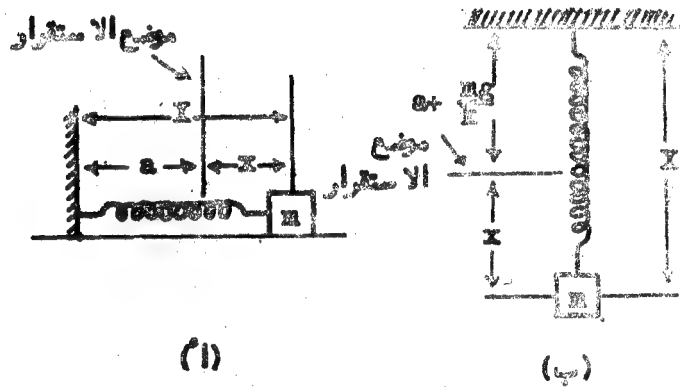 موضع الاستقرار
X
a
x
m
(أ)
a+ mg/k
موضع
الاستقرار
x
X
m
(ب)